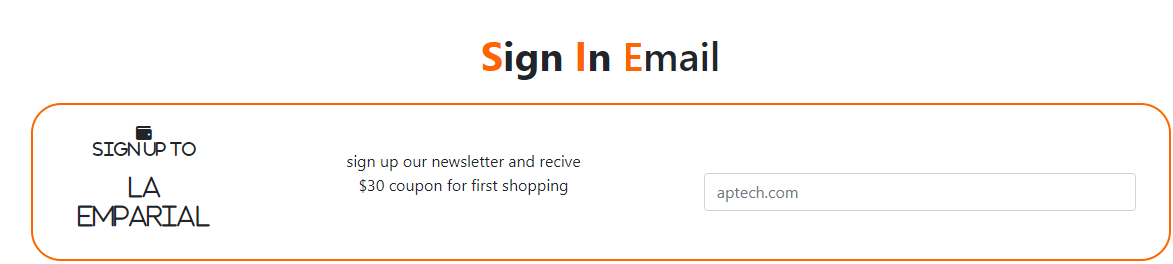 Sign In Email
SIGN UP TO
LA
EMPARIAL
sign up our newsletter and recive
$30 coupon for first shopping
aptech.com